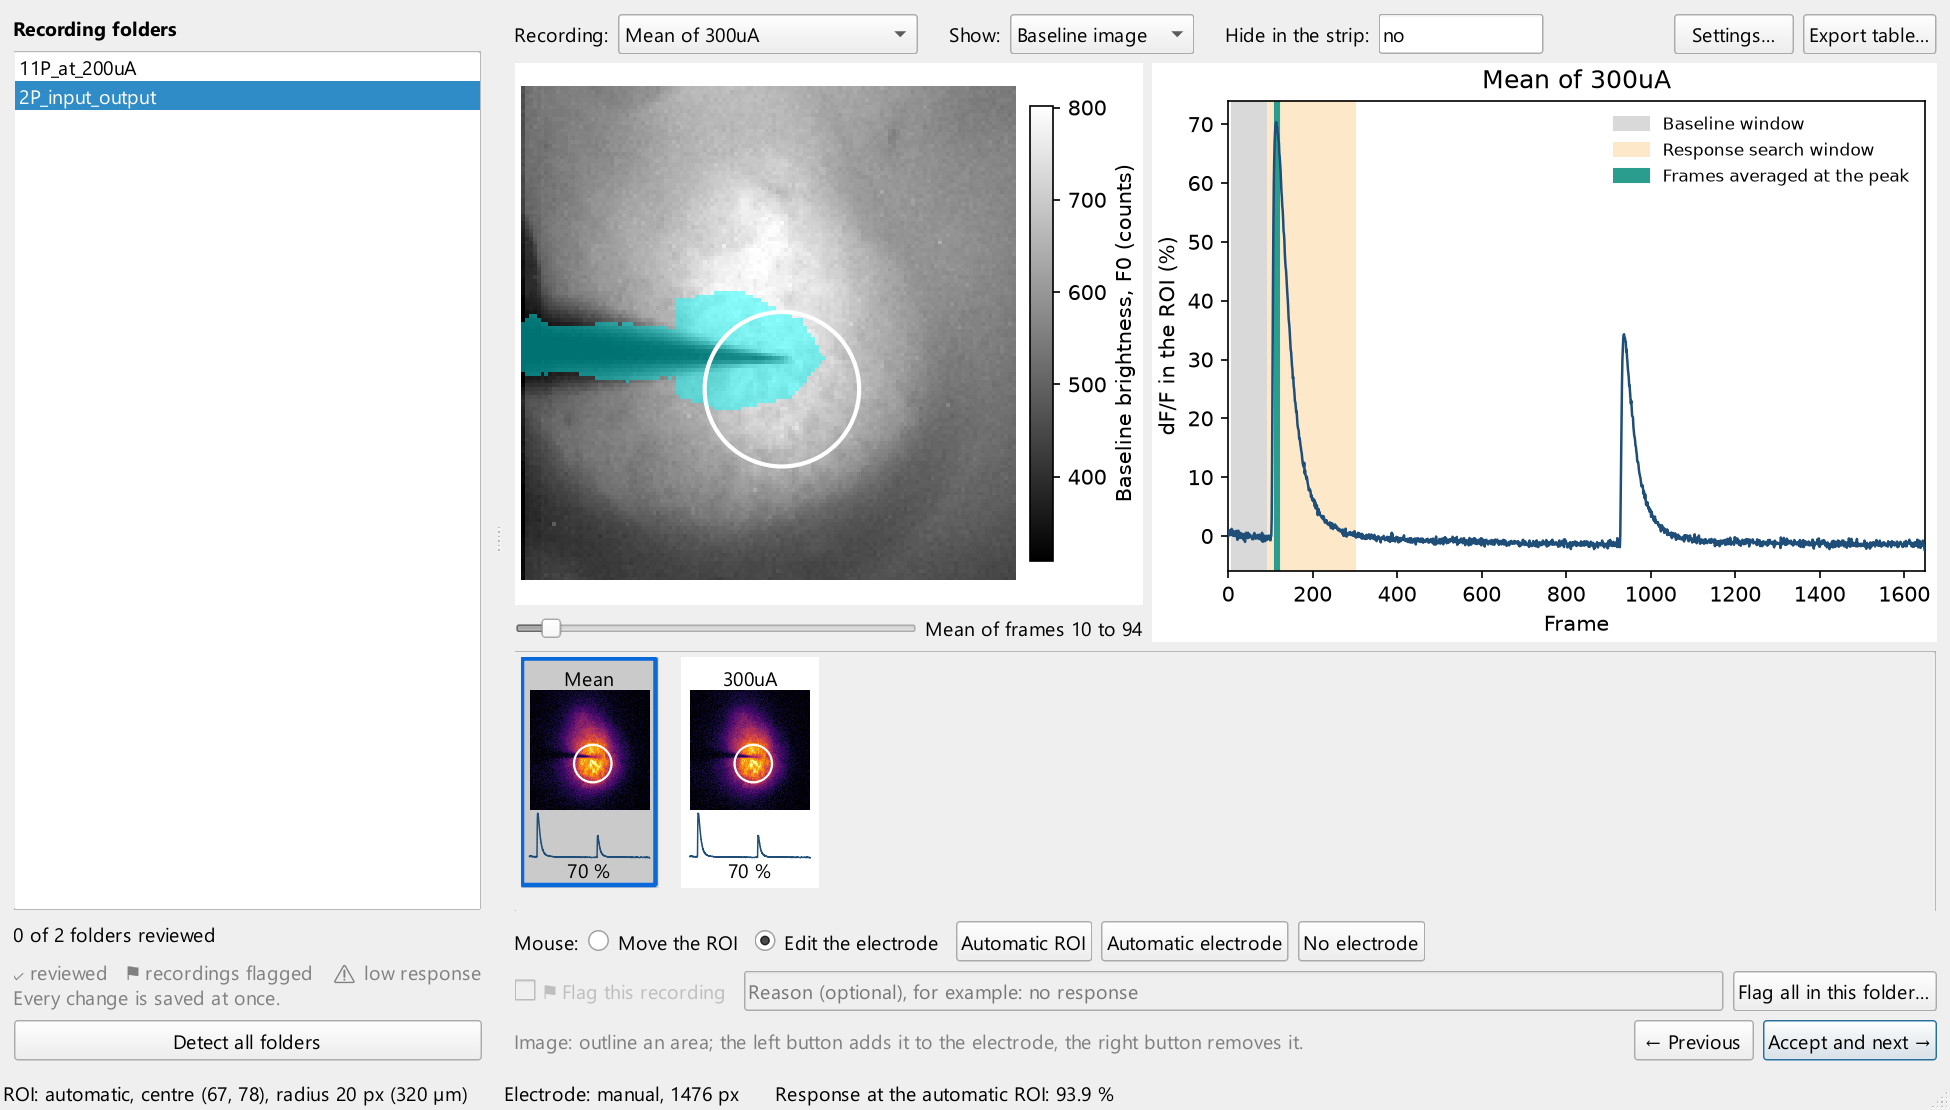 Recording folders
11P_at_200uA
2P_input_output
0 of 2 folders reviewed
✓ reviewed ⚑ recordings flagged ⚠ low response
Every change is saved at once.
Detect all folders
Recording: Mean of 300uA Show: Baseline image Hide in the strip: no Settings... Export table...
800
700
600
500
400
Baseline brightness, F0 (counts)
Mean of frames 10 to 94
Mean of 300uA
Baseline window
Response search window
Frames averaged at the peak
70
60
50
40
30
20
10
0
dF/F in the ROI (%)
0 200 400 600 800 1000 1200 1400 1600
Frame
Mean
70 %
300uA
70 %
Mouse: Move the ROI Edit the electrode Automatic ROI Automatic electrode No electrode
⚑ Flag this recording Reason (optional), for example: no response Flag all in this folder...
Image: outline an area; the left button adds it to the electrode, the right button removes it. ← Previous Accept and next →
ROI: automatic, centre (67, 78), radius 20 px (320 µm) Electrode: manual, 1476 px Response at the automatic ROI: 93.9 %